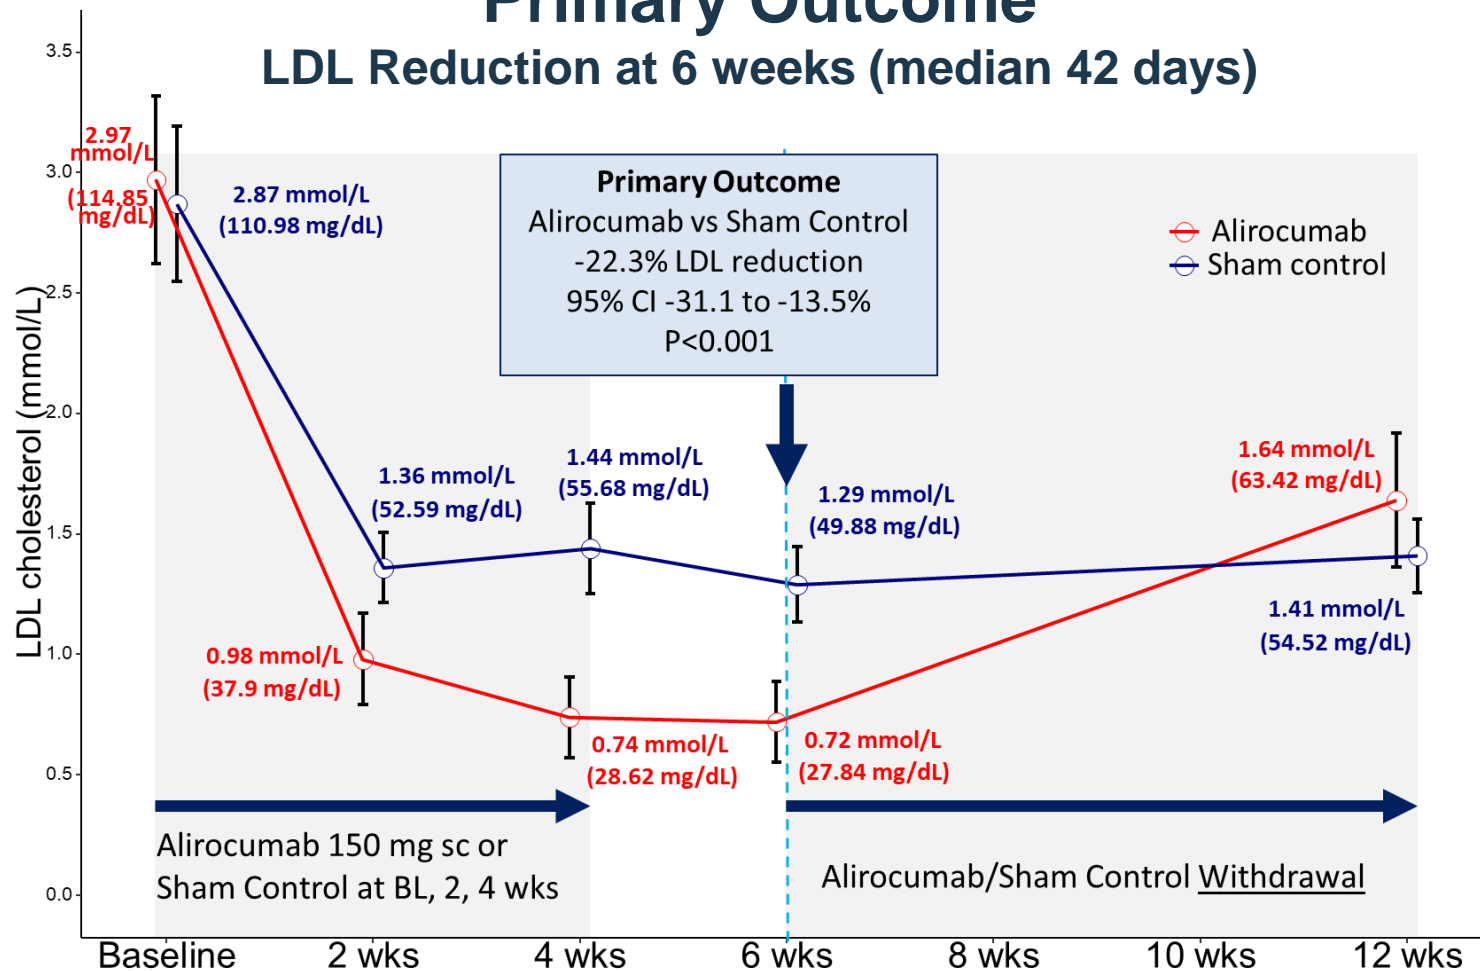 Primary Outcome
LDL Reduction at 6 weeks (median 42 days)
LDL cholesterol (mmol/L)
3.5
3.0
2.5
2.0
1.5
1.0
0.5
0.0
2.97
mmol/L
(114.85
mg/dL)
2.87 mmol/L
(110.98 mg/dL)
Primary Outcome
Alirocumab vs Sham Control
-22.3% LDL reduction
95% CI -31.1 to -13.5%
P<0.001
Alirocumab
Sham control
1.36 mmol/L
(52.59 mg/dL)
1.44 mmol/L
(55.68 mg/dL)
1.29 mmol/L
(49.88 mg/dL)
1.64 mmol/L
(63.42 mg/dL)
1.41 mmol/L
(54.52 mg/dL)
0.98 mmol/L
(37.9 mg/dL)
0.74 mmol/L
(28.62 mg/dL)
0.72 mmol/L
(27.84 mg/dL)
Alirocumab 150 mg sc or
Sham Control at BL, 2, 4 wks
Alirocumab/Sham Control Withdrawal
Baseline
2 wks
4 wks
6 wks
8 wks
10 wks
12 wks